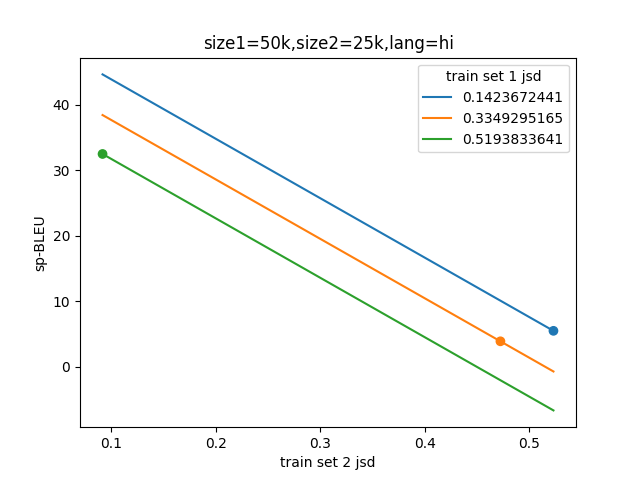 size1=50k,size2=25k,lang=hi
train set 1 jsd
0.1423672441
0.3349295165
0.5193833641
sp-BLEU
40
30
20
10
0
0.1 0.2 0.3 0.4 0.5
train set 2 jsd